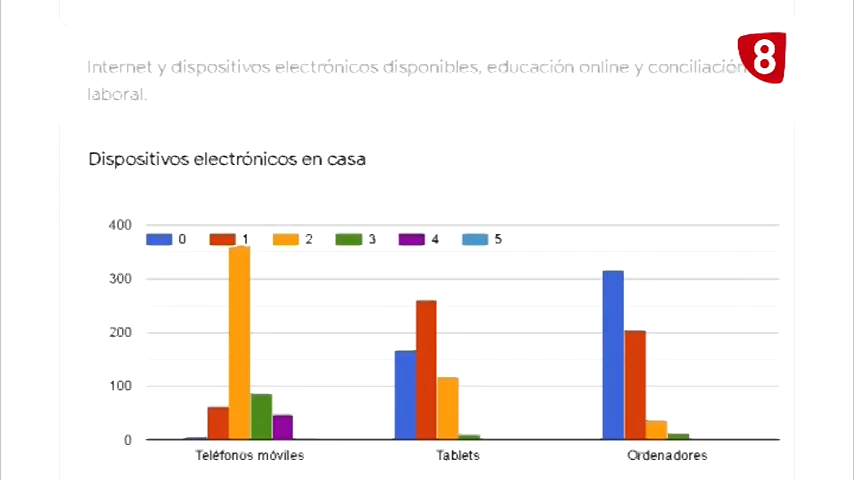 8
Internet y dispositivos electrónicos disponibles, educación online y conciliación
laboral.
Dispositivos electrónicos en casa
400
0 1 2 3 4 5
300
200
100
0
Teléfonos móviles Tablets Ordenadores